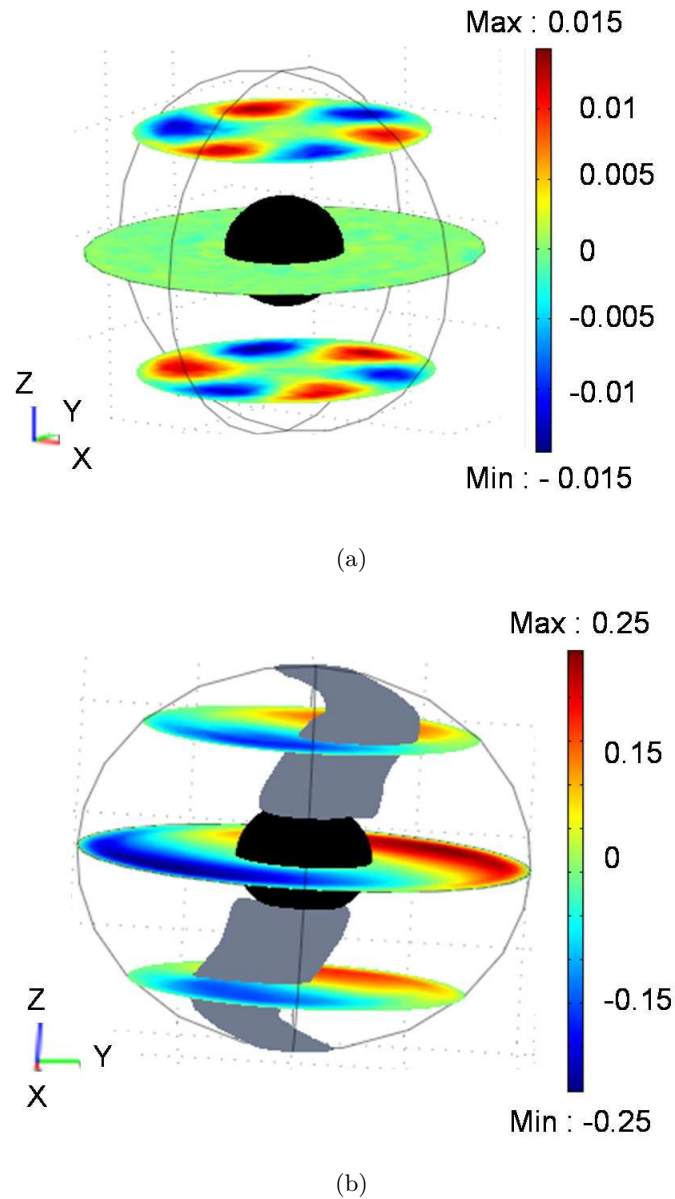 Max : 0.015
0.01
0.005
0
-0.005
-0.01
Min : - 0.015
Z
Y
X
(a)
Max : 0.25
0.15
0
-0.15
Min : -0.25
Z
Y
X
(b)